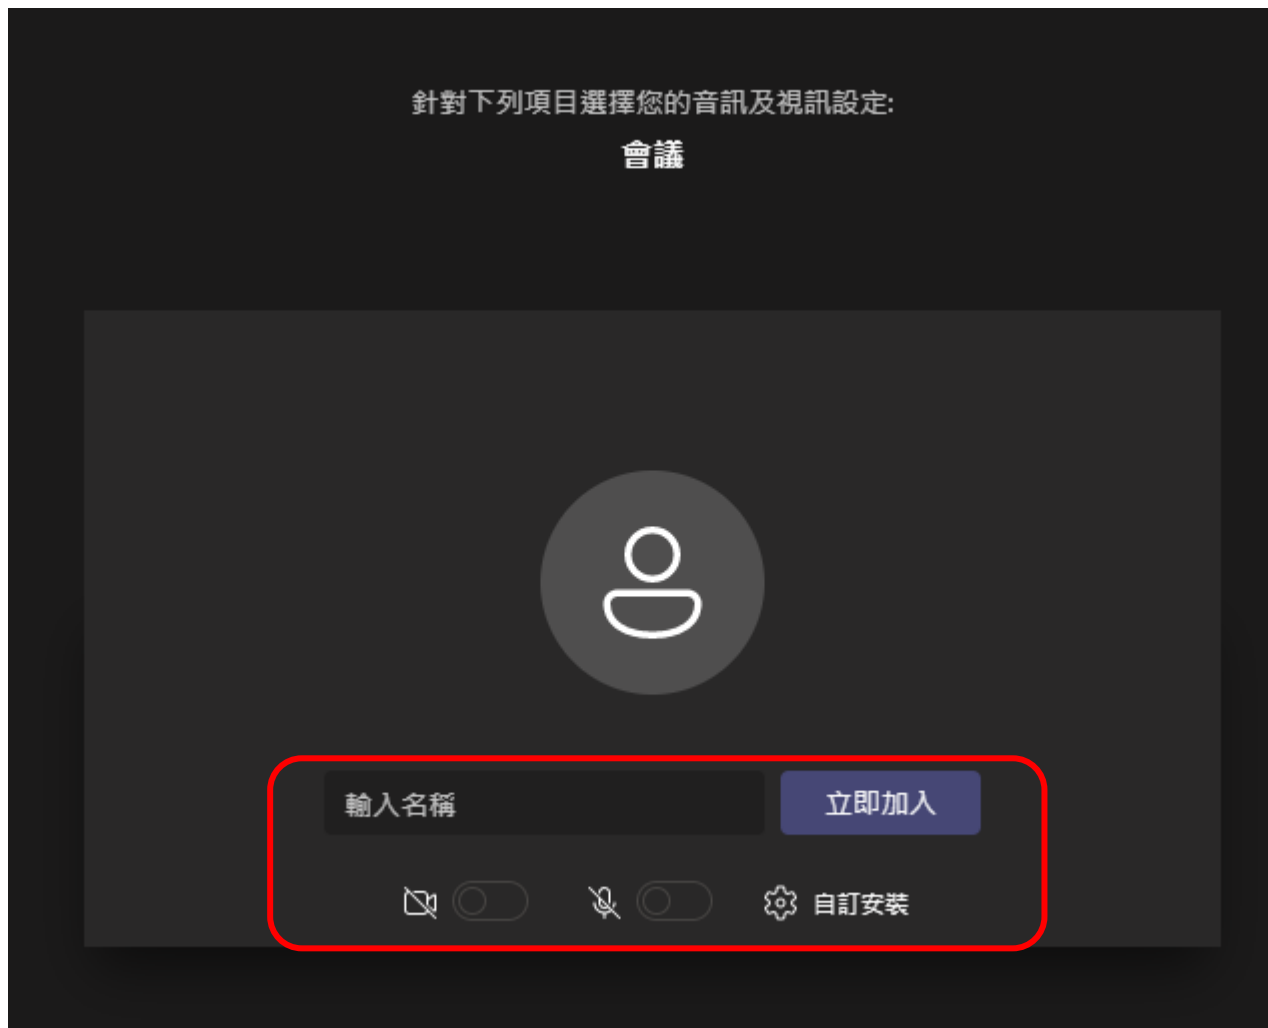 針對下列項目選擇您的音訊及視訊設定:
會議
輸入名稱
立即加入
自訂安裝